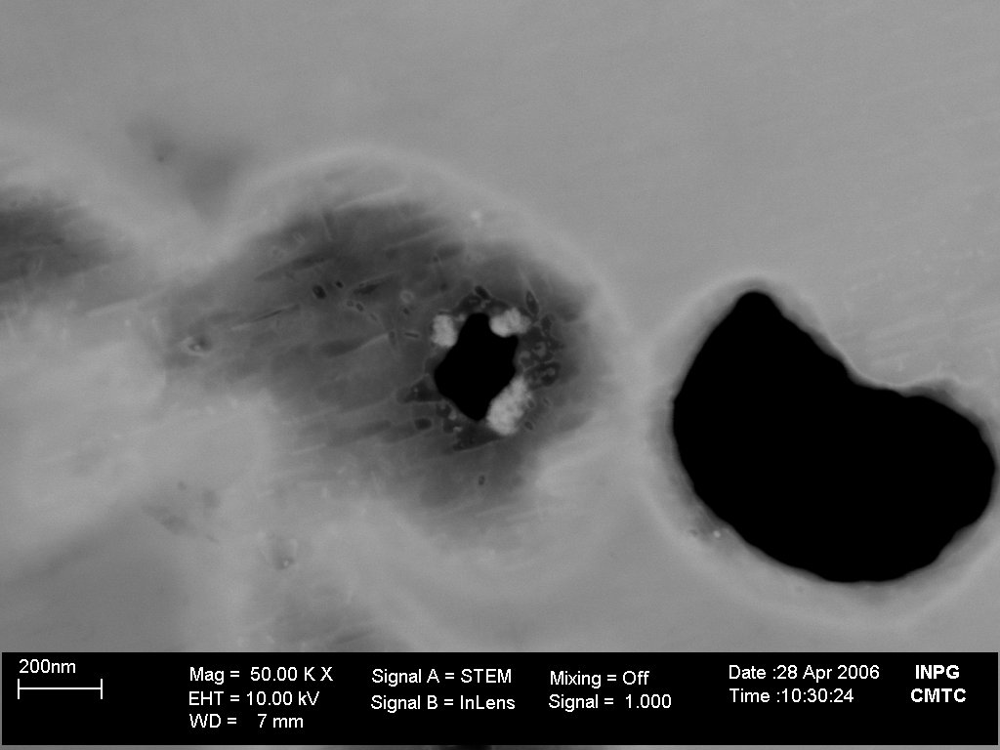 200nm
Mag = 50.00 K X
EHT = 10.00 kV
WD = 7 mm
Signal A = STEM
Signal B = InLens
Mixing = Off
Signal = 1.000
Date :28 Apr 2006
Time :10:30:24
INPG
CMTC